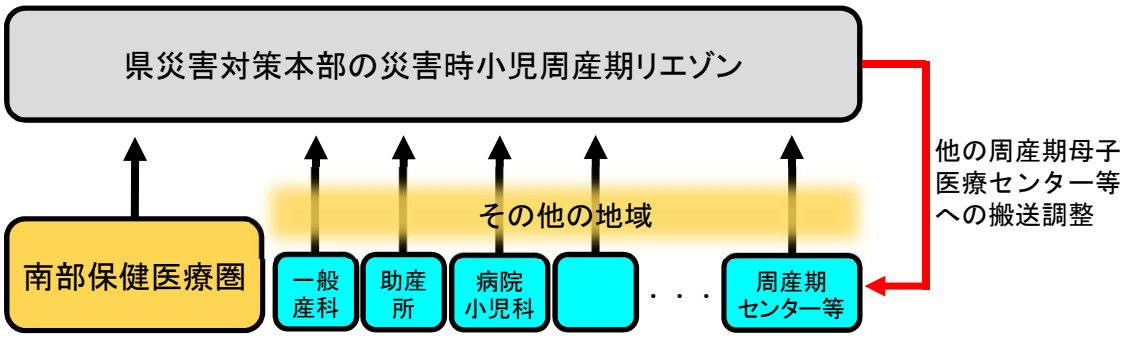 県災害対策本部の災害時小児周産期リエゾン
他の周産期母子
医療センター等
への搬送調整
その他の地域
南部保健医療圏
一般
産科
助産
所
病院
小児科
・・・
周産期
センター等